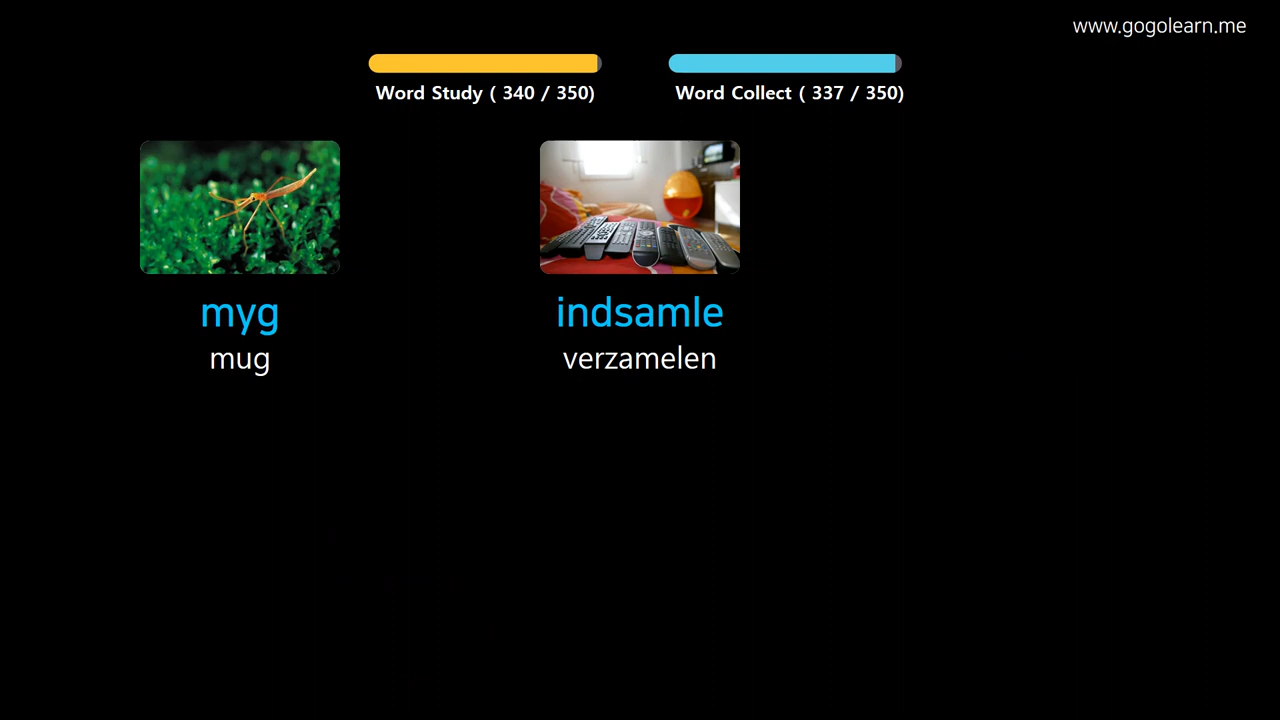 www.gogolearn.me
Word Study ( 340 / 350)
Word Collect ( 337 / 350)
myg
mug
indsamle
verzamelen